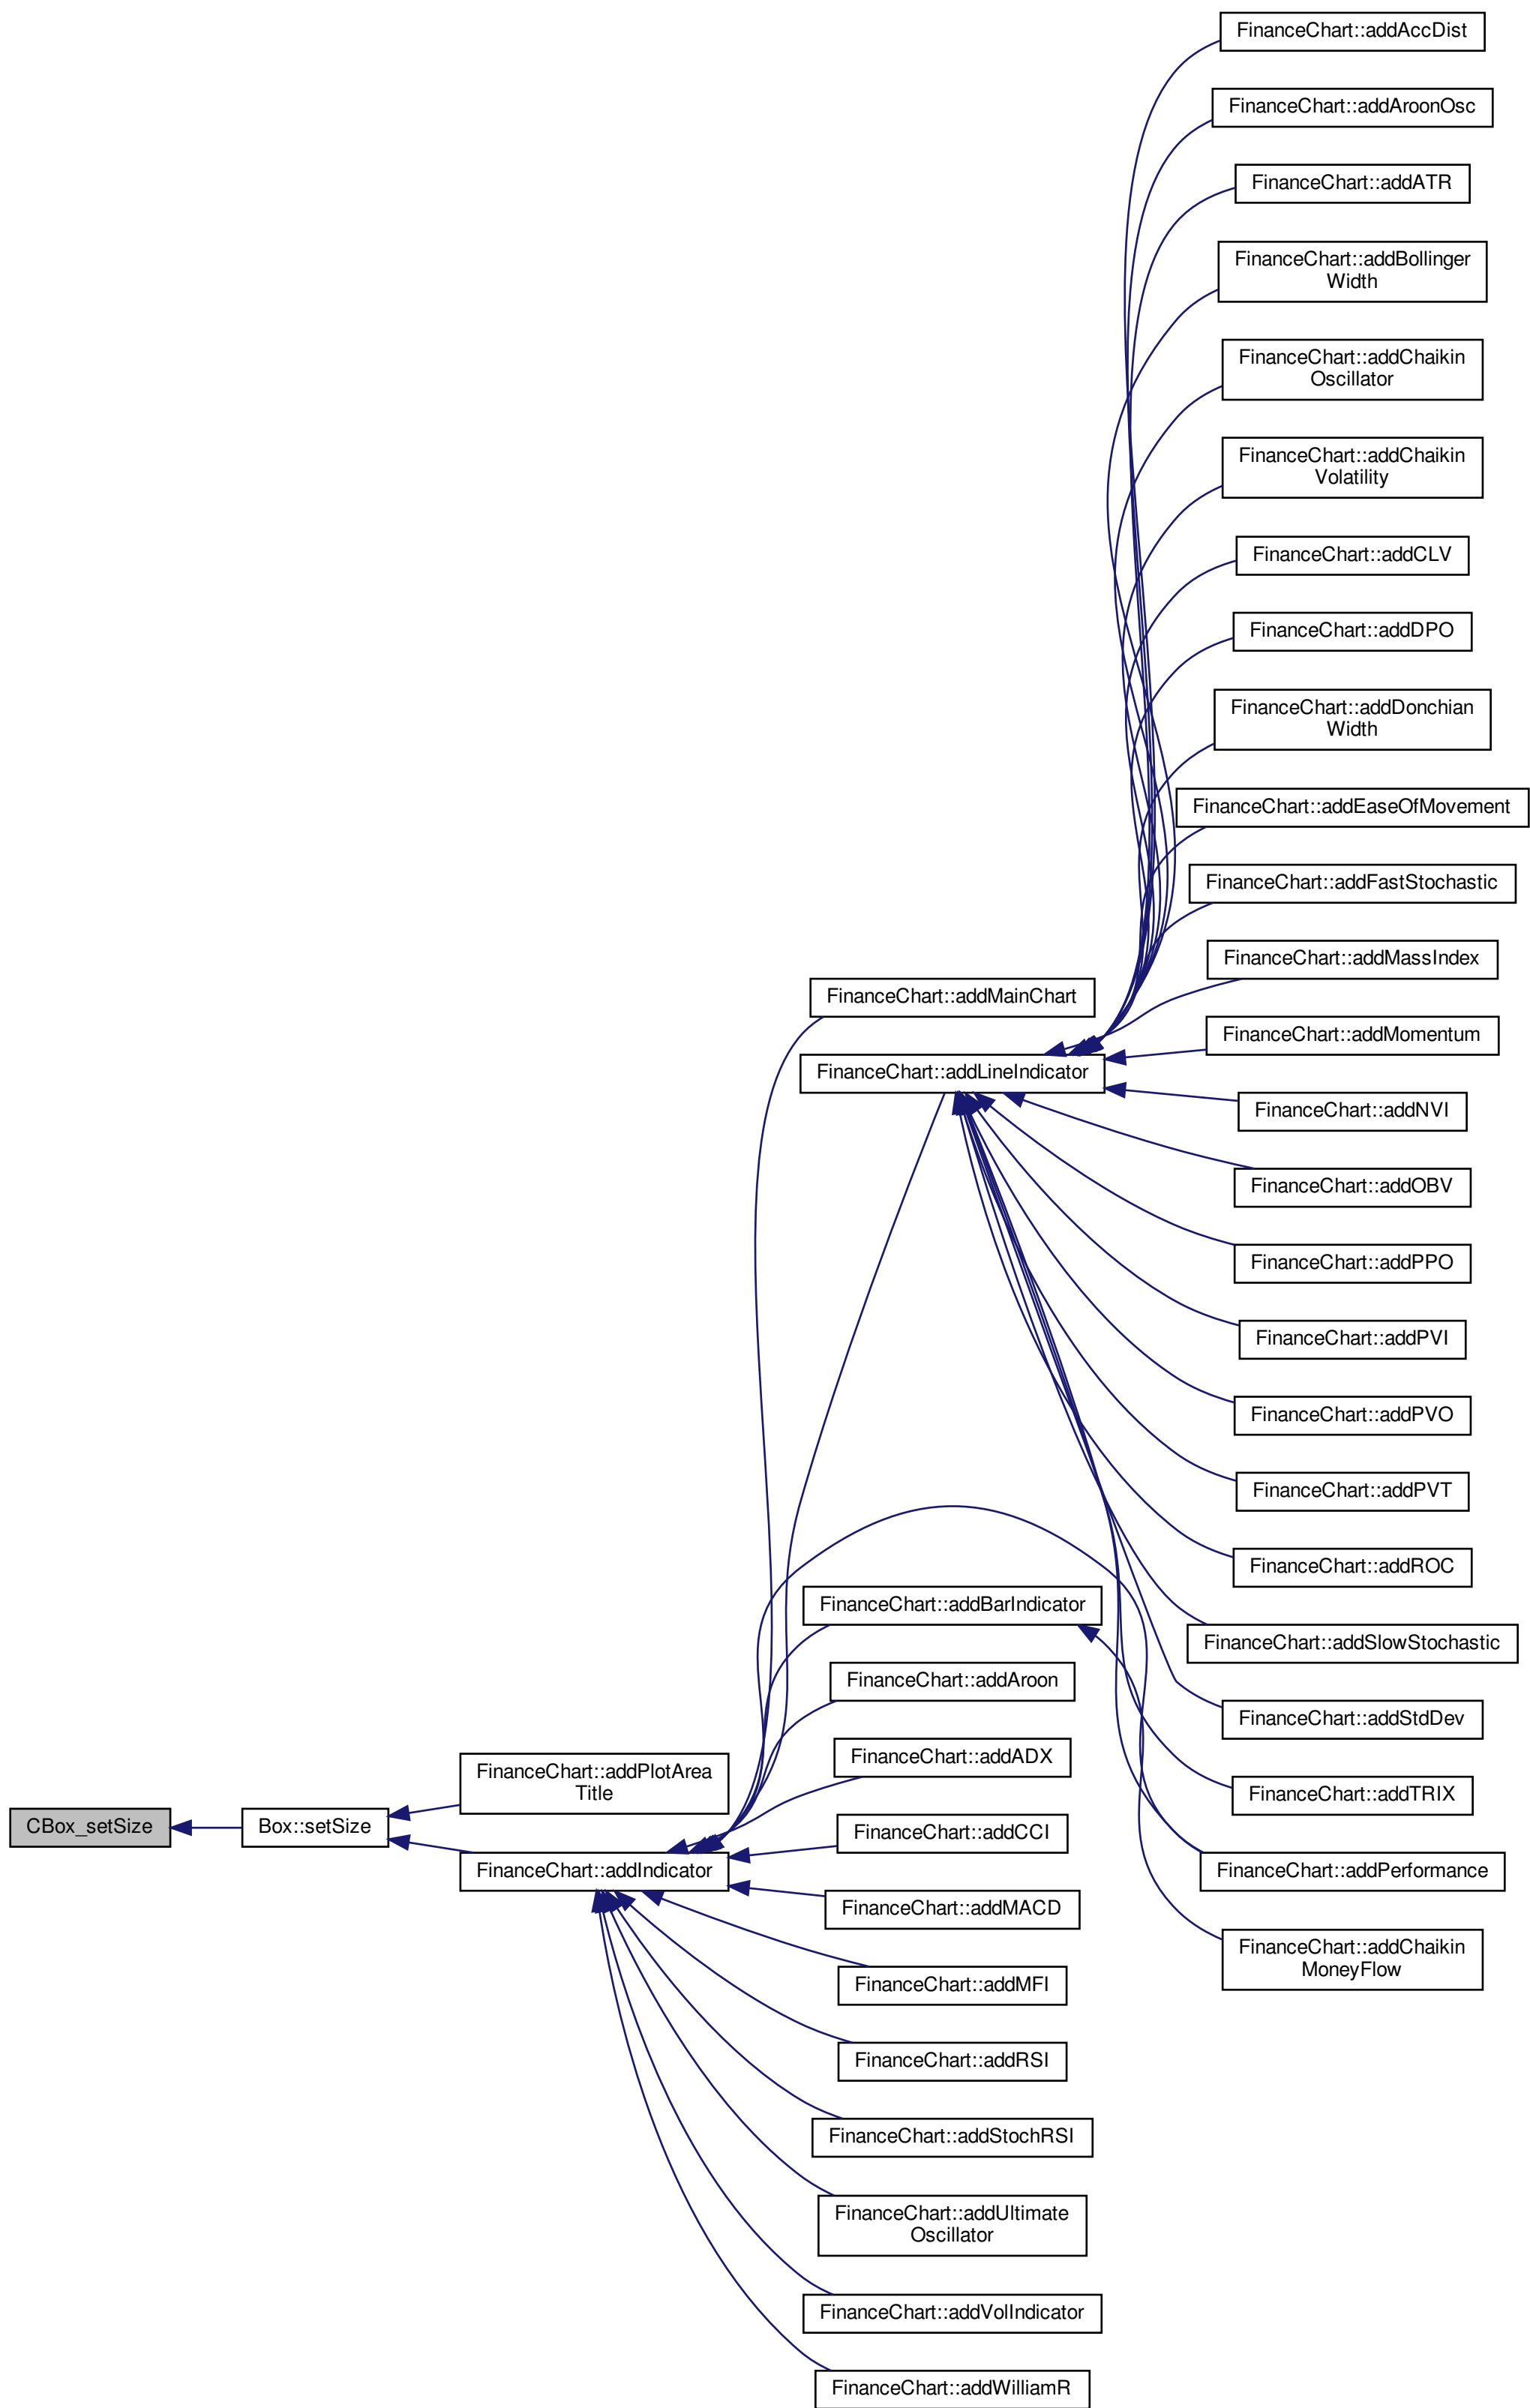 FinanceChart::addAccDist
FinanceChart::addAroonOsc
FinanceChart::addATR
FinanceChart::addBollinger
Width
FinanceChart::addChaikin
Oscillator
FinanceChart::addChaikin
Volatility
FinanceChart::addCLV
FinanceChart::addDPO
FinanceChart::addDonchian
Width
FinanceChart::addEaseOfMovement
FinanceChart::addFastStochastic
FinanceChart::addMassIndex
FinanceChart::addMainChart
FinanceChart::addMomentum
FinanceChart::addLineIndicator
FinanceChart::addNVI
FinanceChart::addOBV
FinanceChart::addPPO
FinanceChart::addPVI
FinanceChart::addPVO
FinanceChart::addPVT
FinanceChart::addROC
FinanceChart::addBarIndicator
FinanceChart::addSlowStochastic
FinanceChart::addAroon
FinanceChart::addStdDev
FinanceChart::addADX
FinanceChart::addPlotArea
Title
FinanceChart::addTRIX
CBox_setSize
Box::setSize
FinanceChart::addCCI
FinanceChart::addIndicator
FinanceChart::addPerformance
FinanceChart::addMACD
FinanceChart::addChaikin
MoneyFlow
FinanceChart::addMFI
FinanceChart::addRSI
FinanceChart::addStochRSI
FinanceChart::addUltimate
Oscillator
FinanceChart::addVolIndicator
FinanceChart::addWilliamR